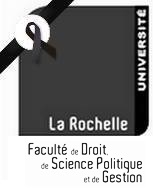 UNIVERSITÉ
La Rochelle
Faculté de Droit,
de Science Politique
et de Gestion